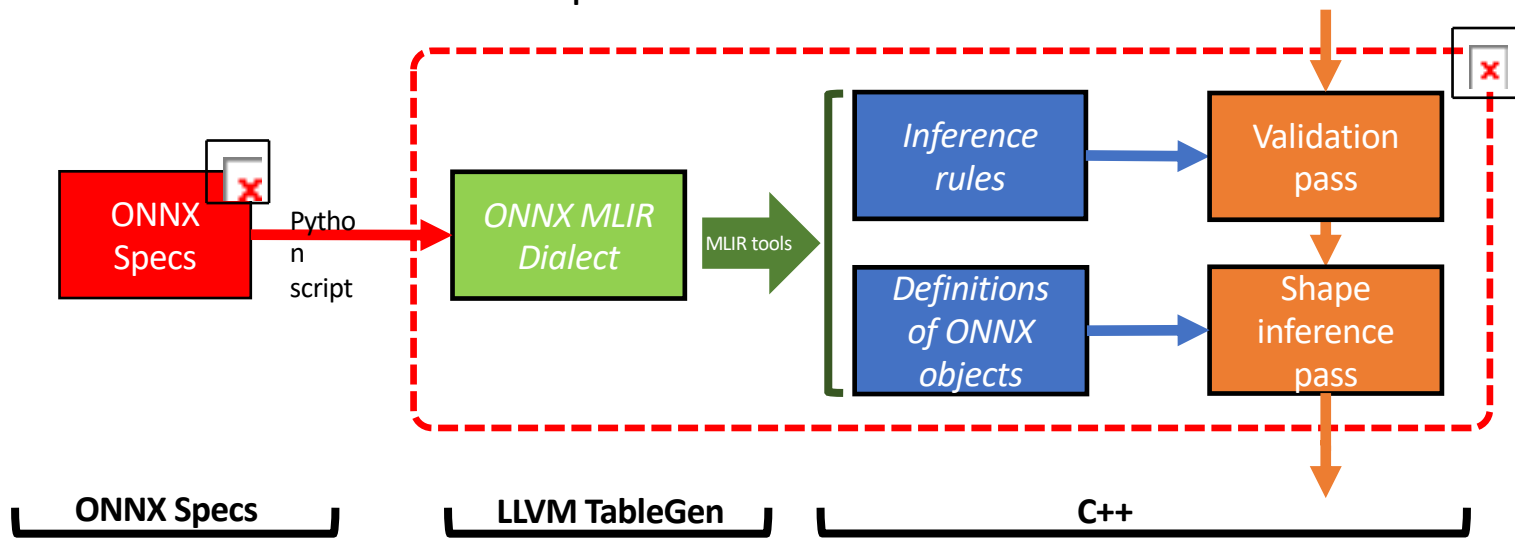 ONNX
Specs
Pytho
n
script
ONNX MLIR
Dialect
MLIR tools
Inference
rules
Validation
pass
Definitions
of ONNX
objects
Shape
inference
pass
ONNX Specs
LLVM TableGen
C++